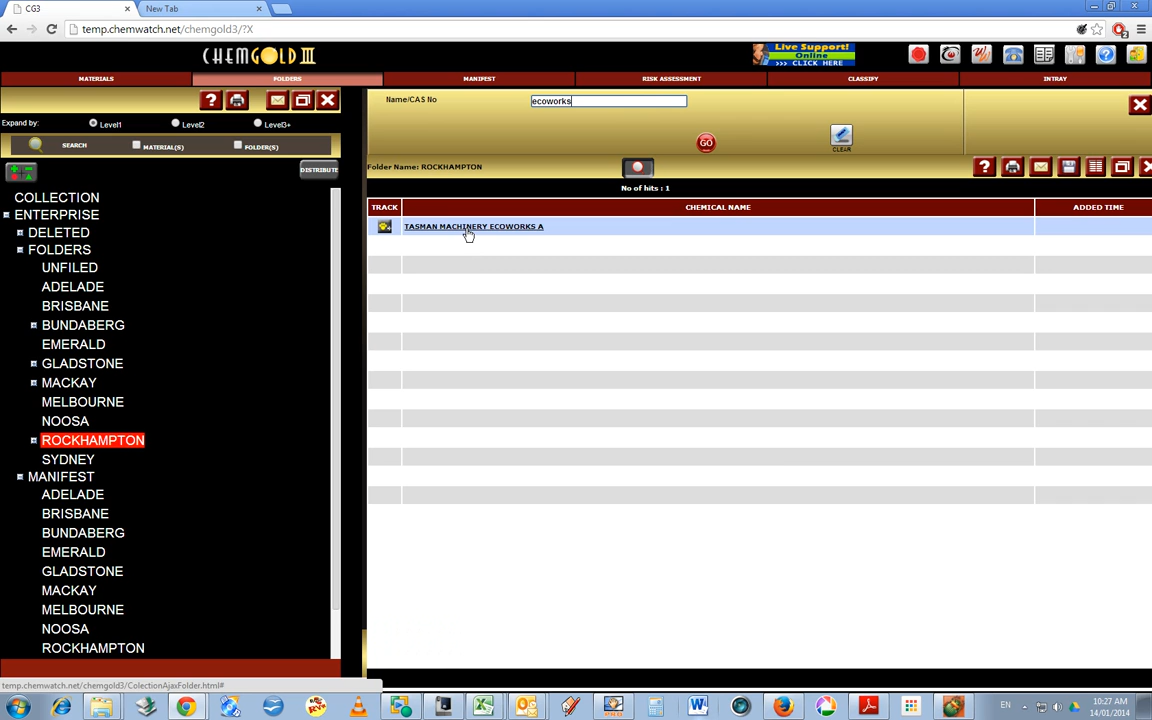 CG3
New Tab
temp.chemwatch.net/chemgold3/?X
2
CHEMGOLD III
Live Support!
Online
>>> CLICK HERE
MATERIALS
FOLDERS
MANIFEST
RISK ASSESSMENT
CLASSIFY
INTRAY
Expand by:
Level1
Level2
Level3+
SEARCH
MATERIAL(S)
FOLDER(S)
DISTRIBUTE
COLLECTION
ENTERPRISE
DELETED
FOLDERS
UNFILED
ADELADE
BRISBANE
BUNDABERG
EMERALD
GLADSTONE
MACKAY
MELBOURNE
NOOSA
ROCKHAMPTON
SYDNEY
MANIFEST
ADELADE
BRISBANE
BUNDABERG
EMERALD
GLADSTONE
MACKAY
MELBOURNE
NOOSA
ROCKHAMPTON
Name/CAS No
ecoworks
GO
CLEAR
Folder Name: ROCKHAMPTON
No of hits : 1
TRACK
CHEMICAL NAME
ADDED TIME
TASMAN MACHINERY ECOWORKS A
temp.chemwatch.net/chemgold3/ColectionAjaxFolder.html#
EN
10:27 AM
14/01/2014